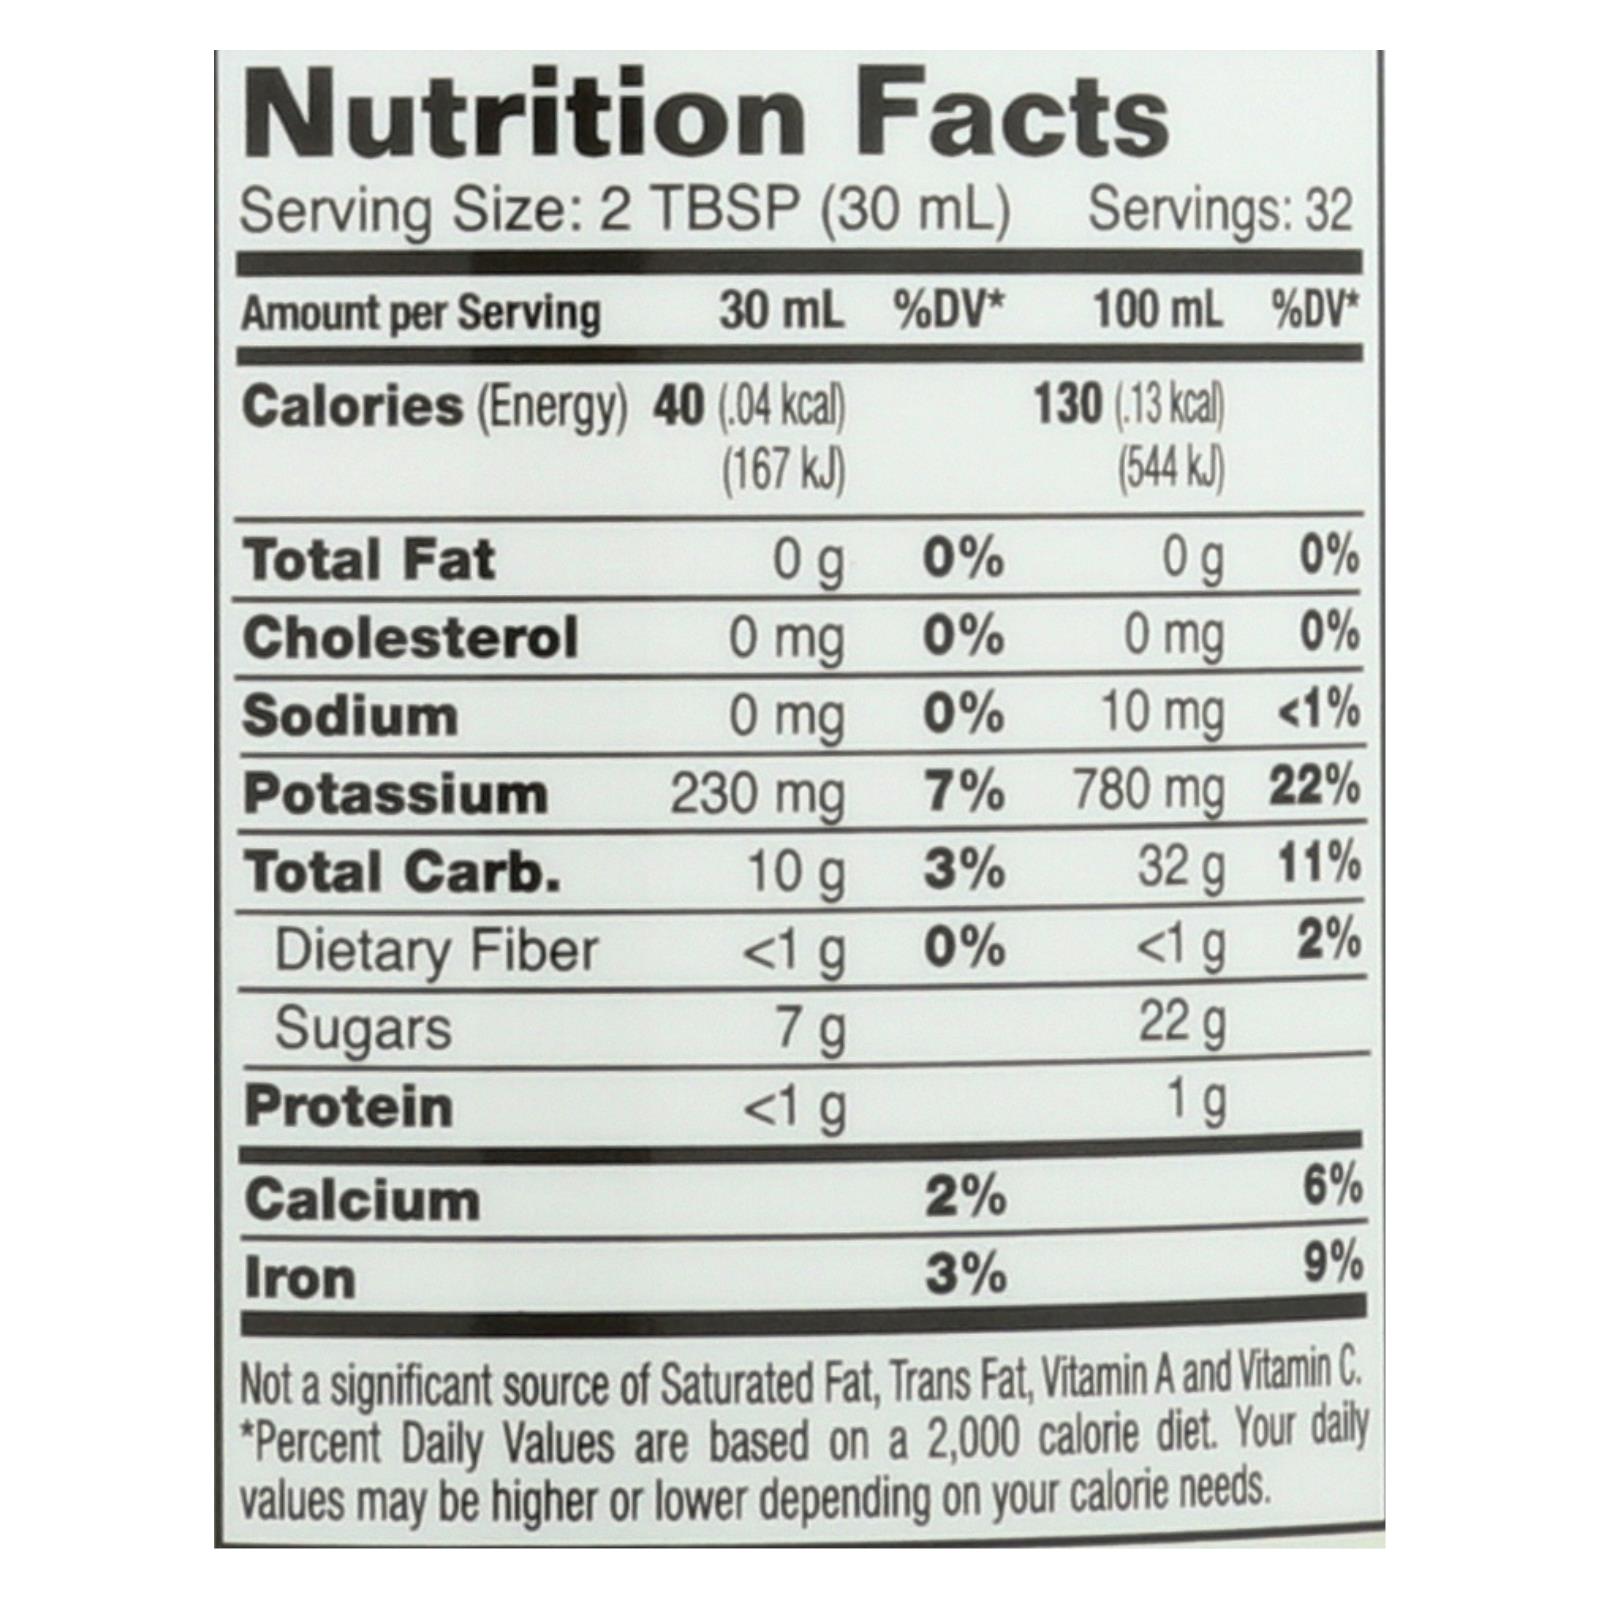 Nutrition Facts
Serving Size: 2 TBSP (30 mL) Servings: 32
Amount per Serving 30 mL %DV* 100 mL %DV*
Calories (Energy) 40 (.04 kcal) 130 (.13 kcal)
(167 kJ) (544 kJ)
Total Fat 0 g 0% 0 g 0%
Cholesterol 0 mg 0% 0 mg 0%
Sodium 0 mg 0% 10 mg <1%
Potassium 230 mg 7% 780 mg 22%
Total Carb. 10 g 3% 32 g 11%
Dietary Fiber <1 g 0% <1 g 2%
Sugars 7 g 22 g
Protein <1 g 1 g
Calcium 2% 6%
Iron 3% 9%
Not a significant source of Saturated Fat, Trans Fat, Vitamin A and Vitamin C.
*Percent Daily Values are based on a 2,000 calorie diet. Your daily
values may be higher or lower depending on your calorie needs.